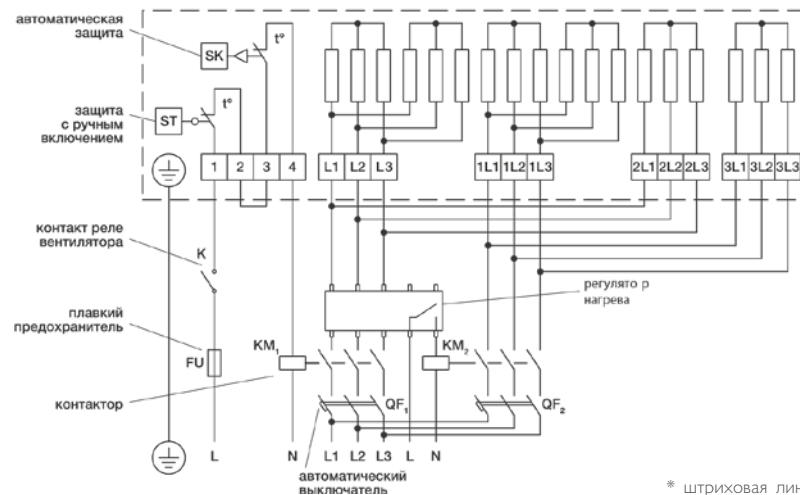 автоматическая
защита
SK
t°
защита
с ручным
включением
ST
t°
1 2 3 4
L1 L2 L3
1L1 1L2 1L3
2L1 2L2 2L3
3L1 3L2 3L3
контакт реле
вентилятора
K
регулято р
нагрева
плавкий
предохранитель
FU
KM1
KM2
контактор
QF1
QF2
L N L1 L2 L3 L N
автоматический
выключатель
* штриховая лин